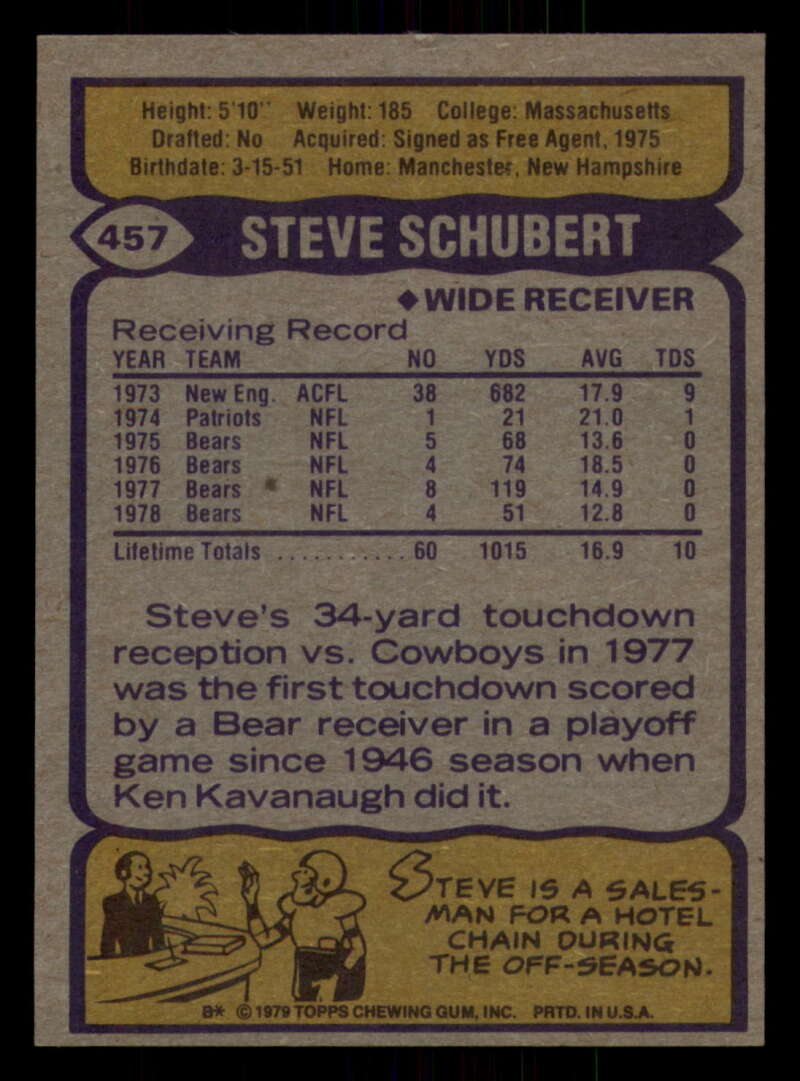 Height: 5'10'' Weight: 185 College: Massachusetts
Drafted: No Acquired: Signed as Free Agent, 1975
Birthdate: 3-15-51 Home: Manchester, New Hampshire
457 STEVE SCHUBERT
◆WIDE RECEIVER
Receiving Record
YEAR TEAM NO YDS AVG TDS
1973 New Eng. ACFL 38 682 17.9 9
1974 Patriots NFL 1 21 21.0 1
1975 Bears NFL 5 68 13.6 0
1976 Bears NFL 4 74 18.5 0
1977 Bears NFL 8 119 14.9 0
1978 Bears NFL 4 51 12.8 0
Lifetime Totals ............ 60 1015 16.9 10
Steve's 34-yard touchdown
reception vs. Cowboys in 1977
was the first touchdown scored
by a Bear receiver in a playoff
game since 1946 season when
Ken Kavanaugh did it.
STEVE IS A SALES-
MAN FOR A HOTEL
CHAIN DURING
THE OFF-SEASON.
B* © 1979 TOPPS CHEWING GUM, INC. PRTD. IN U.S.A.